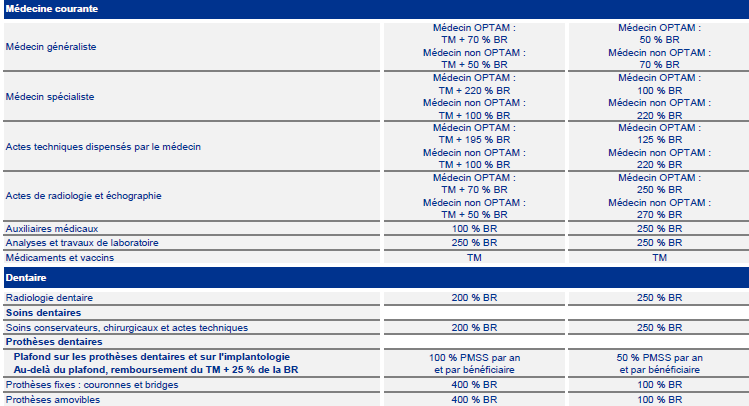 Médecine courante
Médecin généraliste
Médecin OPTAM :
TM + 70 % BR
Médecin non OPTAM :
TM + 50 % BR
Médecin OPTAM :
50 % BR
Médecin non OPTAM :
70 % BR
Médecin spécialiste
Médecin OPTAM :
TM + 220 % BR
Médecin non OPTAM :
TM + 100 % BR
Médecin OPTAM :
100 % BR
Médecin non OPTAM :
220 % BR
Actes techniques dispensés par le médecin
Médecin OPTAM :
TM + 195 % BR
Médecin non OPTAM :
TM + 100 % BR
Médecin OPTAM :
125 % BR
Médecin non OPTAM :
220 % BR
Actes de radiologie et échographie
Médecin OPTAM :
TM + 70 % BR
Médecin non OPTAM :
TM + 50 % BR
Médecin OPTAM :
250 % BR
Médecin non OPTAM :
270 % BR
Auxiliaires médicaux 100 % BR 250 % BR
Analyses et travaux de laboratoire 250 % BR 250 % BR
Médicaments et vaccins TM TM
Dentaire
Radiologie dentaire 200 % BR 250 % BR
Soins dentaires
Soins conservateurs, chirurgicaux et actes techniques 200 % BR 250 % BR
Prothèses dentaires
Plafond sur les prothèses dentaires et sur l'implantologie
Au-delà du plafond, remboursement du TM + 25 % de la BR
100 % PMSS par an
et par bénéficiaire
50 % PMSS par an
et par bénéficiaire
Prothèses fixes : couronnes et bridges 400 % BR 100 % BR
Prothèses amovibles 400 % BR 100 % BR